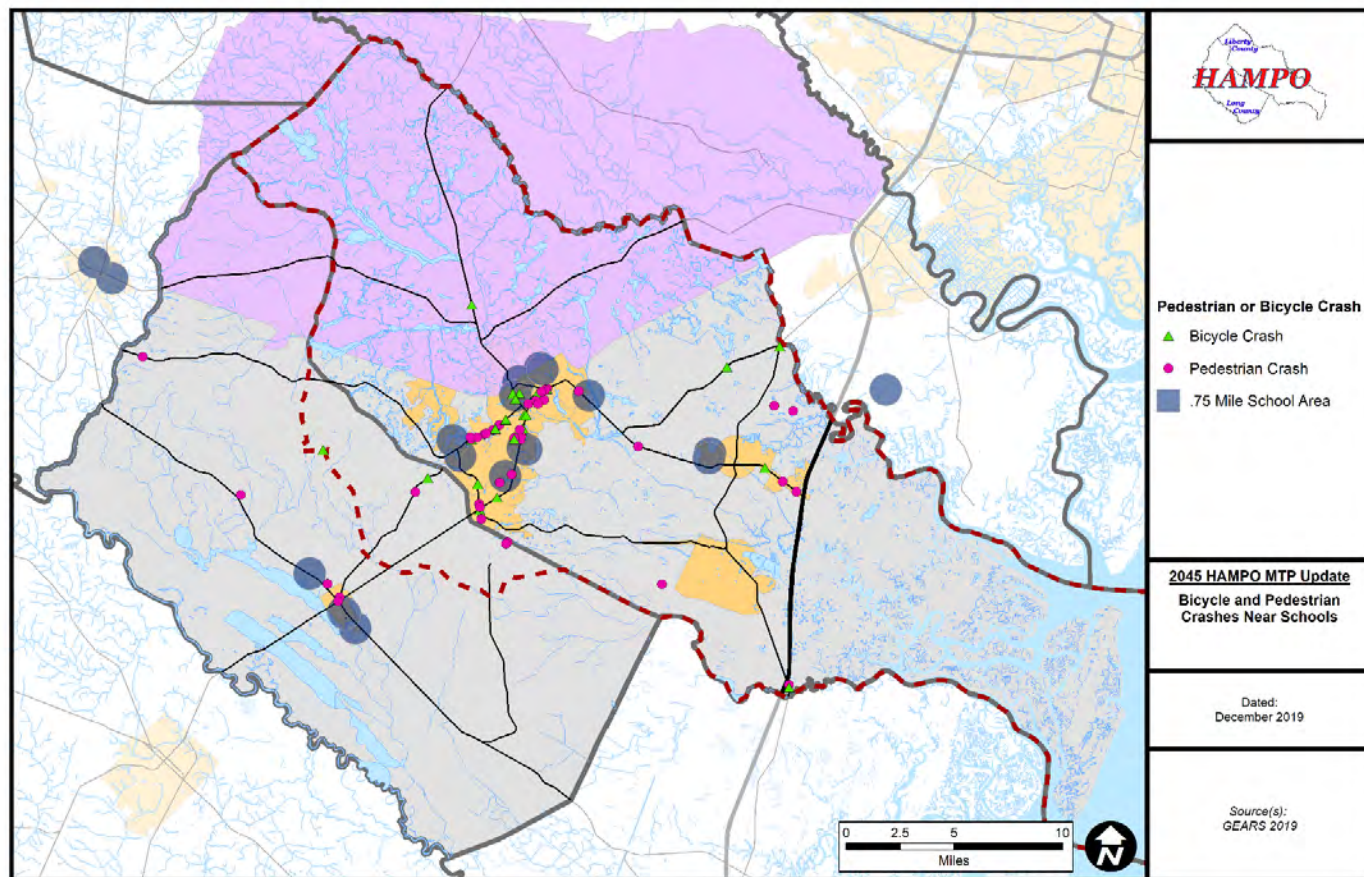 Liberty
County
HAMPO
Long
County
Pedestrian or Bicycle Crash
Bicycle Crash
Pedestrian Crash
.75 Mile School Area
2045 HAMPO MTP Update
Bicycle and Pedestrian
Crashes Near Schools
Dated:
December 2019
Source(s):
GEARS 2019
0 2.5 5 10
Miles
N